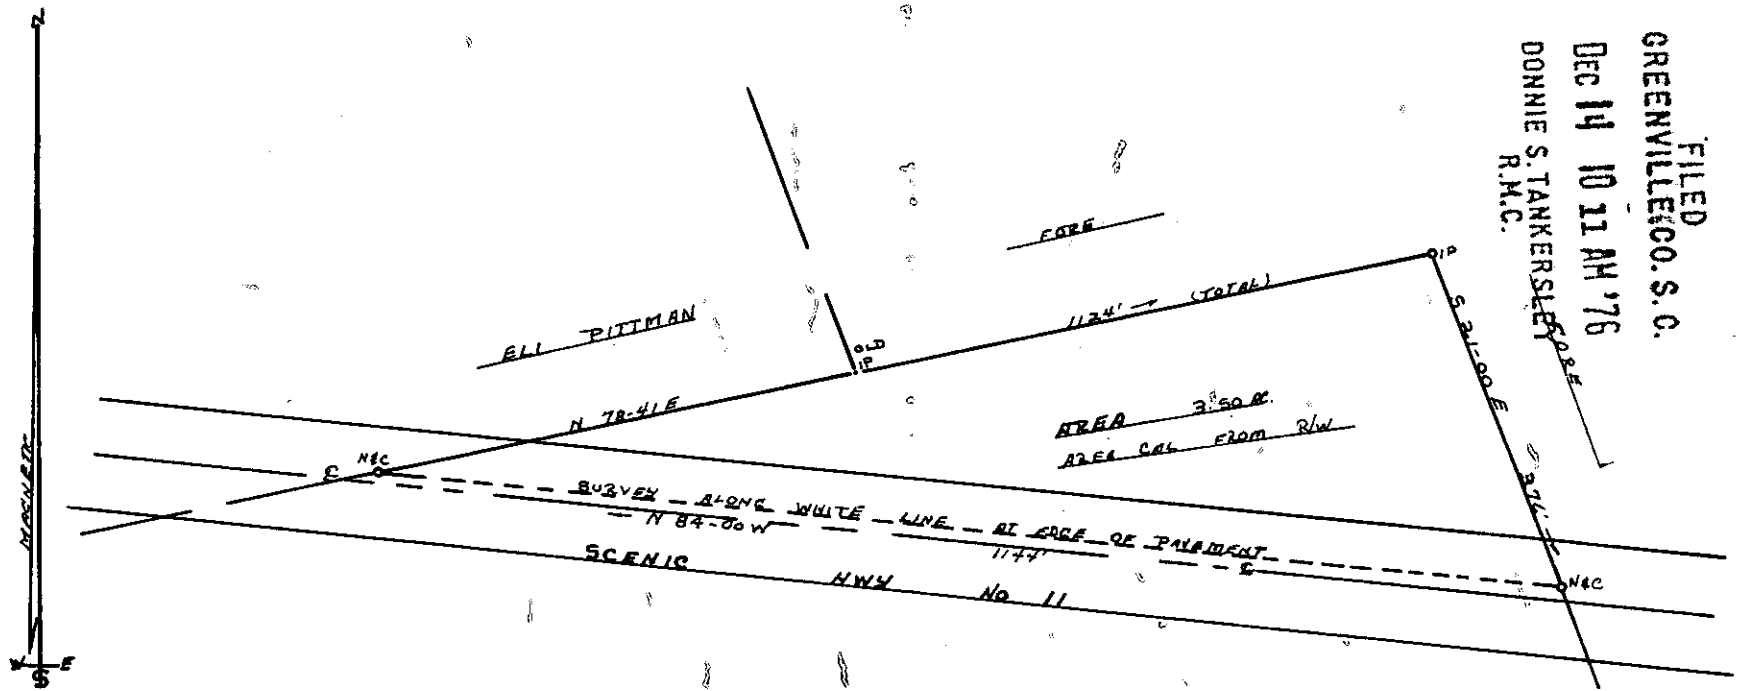 FILED
GREENVILLE CO. S. C.
DEC 14 10 11 AM '76
DONNIE S. TANKERSLEY
R.M.C.
N
MAGNETIC
W E
S
FORE
IP
1124' (TOTAL)
ELI PITTMAN
OLD
IP
S 21-00 E
FORE
N 78-41 E
AREA 3.50 AC.
AREA CAL FROM R/W
N&C
SURVEY ALONG WHITE LINE AT EDGE OF PAVEMENT
N 84-00 W
1144'
N&C
SCENIC HWY NO 11